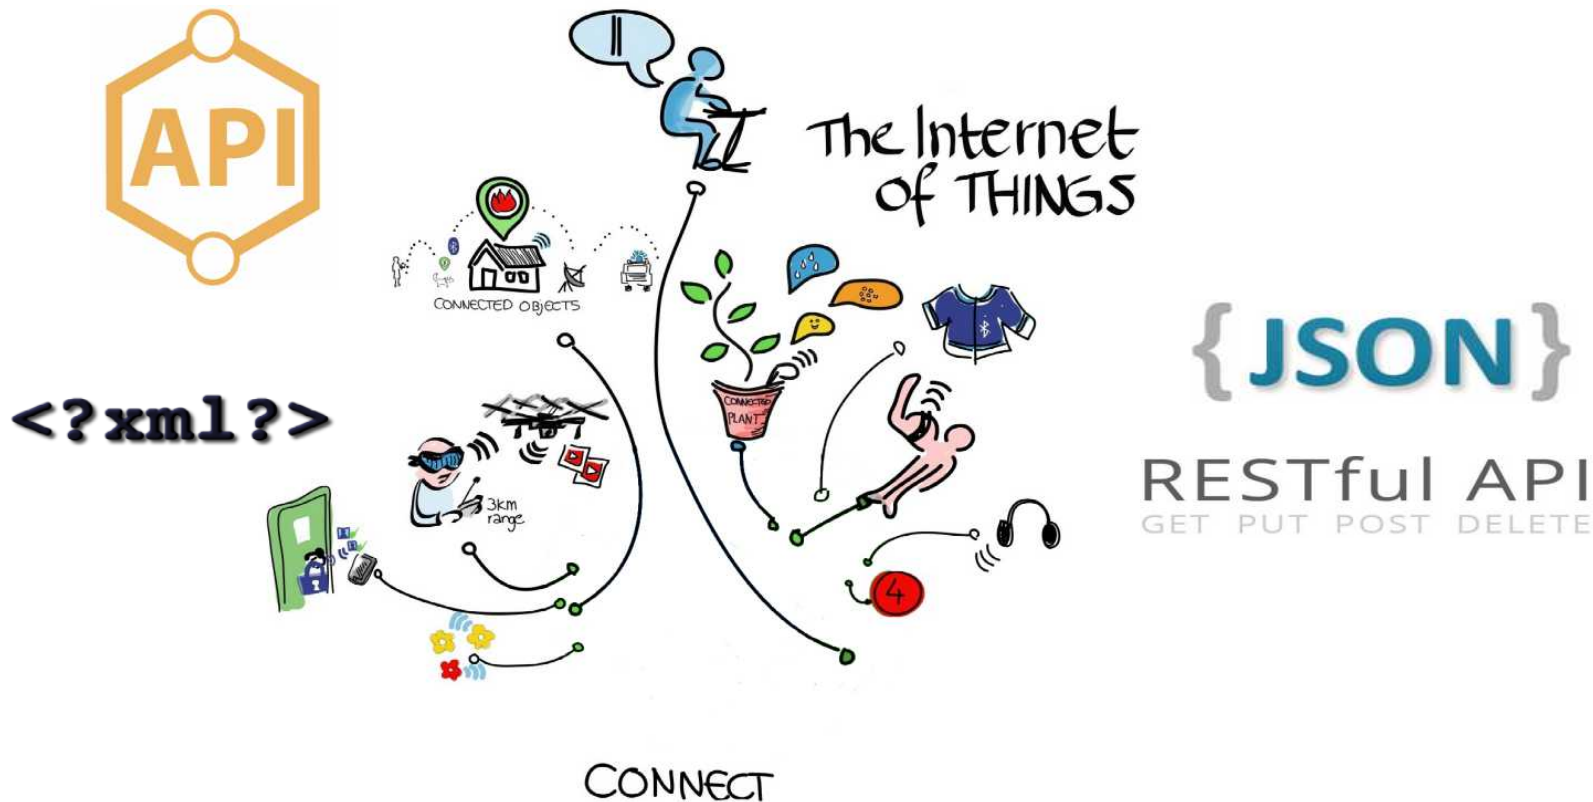 API
The Internet
Of THINGS
CONNECTED OBJECTS
{JSON}
<?xml?>
CONNECTED
PLANT
3km
range
RESTful API
GET PUT POST DELETE
4
CONNECT